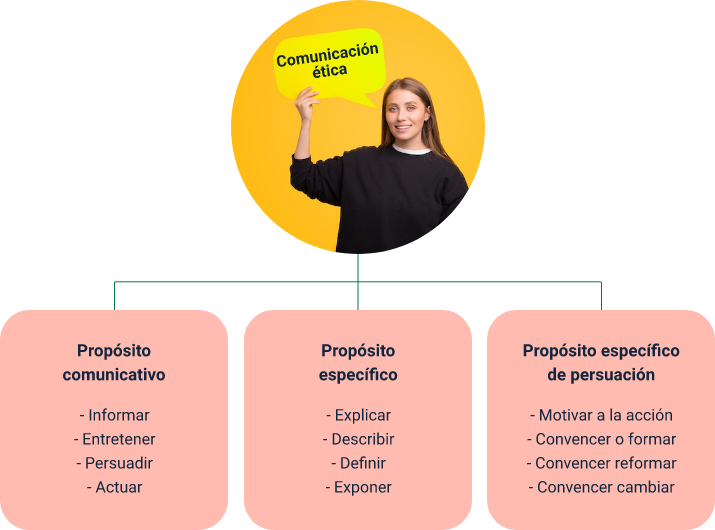 Comunicación
ética
Propósito
comunicativo
- Informar
- Entretener
- Persuadir
- Actuar
Propósito
específico
- Explicar
- Describir
- Definir
- Exponer
Propósito específico
de persuación
- Motivar a la acción
- Convencer o formar
- Convencer reformar
- Convencer cambiar